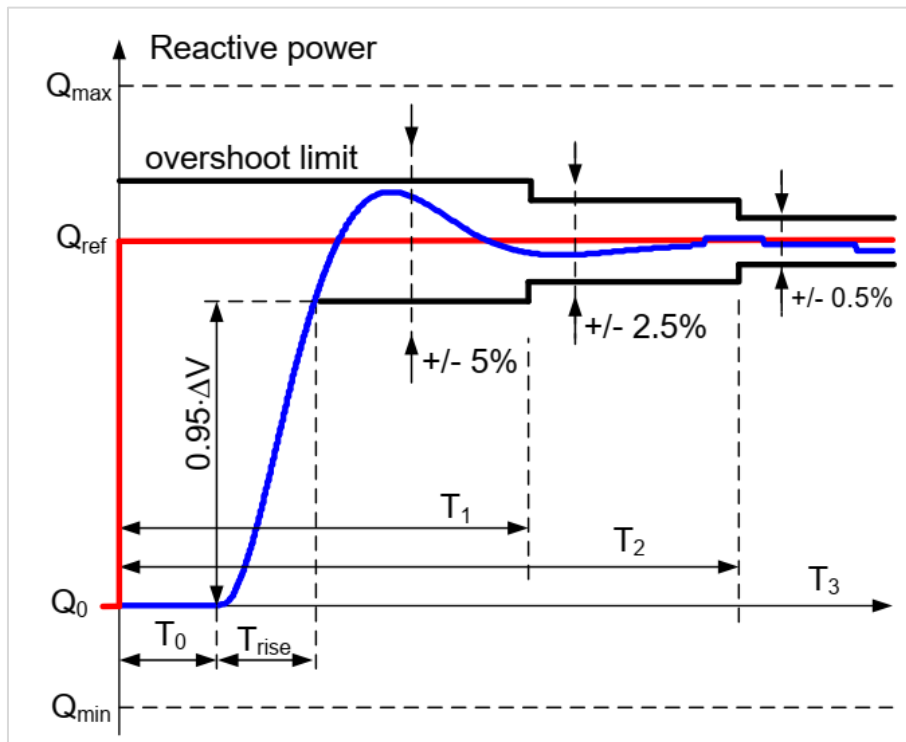 Reactive power
Qmax
overshoot limit
Qref
+/- 0.5%
+/- 2.5%
+/- 5%
0.95·ΔV
T1
T2
T3
Q0
T0
Trise
Qmin